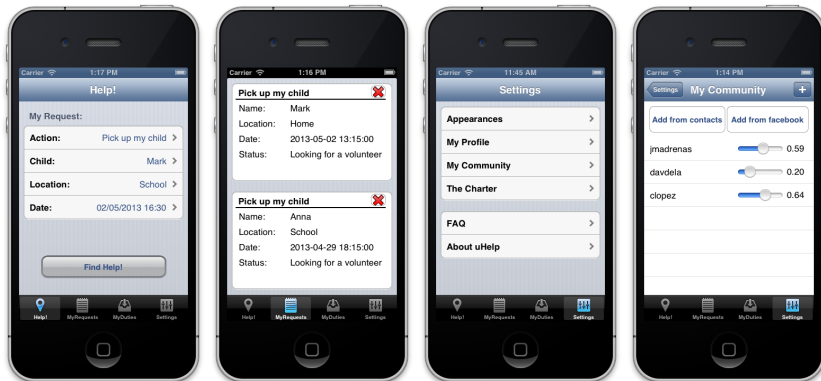 Carrier 1:17 PM
Help!
My Request:
Action: Pick up my child
Child: Mark
Location: School
Date: 02/05/2013 16:30
Find Help!
Help! MyRequests MyDuties Settings
Carrier 1:16 PM
Pick up my child
Name: Mark
Location: Home
Date: 2013-05-02 13:15:00
Status: Looking for a volunteer
Pick up my child
Name: Anna
Location: School
Date: 2013-04-29 18:15:00
Status: Looking for a volunteer
Help! MyRequests MyDuties Settings
Carrier 11:45 AM
Settings
Appearances
My Profile
My Community
The Charter
FAQ
About uHelp
Help! MyRequests MyDuties Settings
Carrier 1:14 PM
Settings My Community +
Add from contacts Add from facebook
jmadrenas 0.59
davdela 0.20
clopez 0.64
Help! MyRequests MyDuties Settings